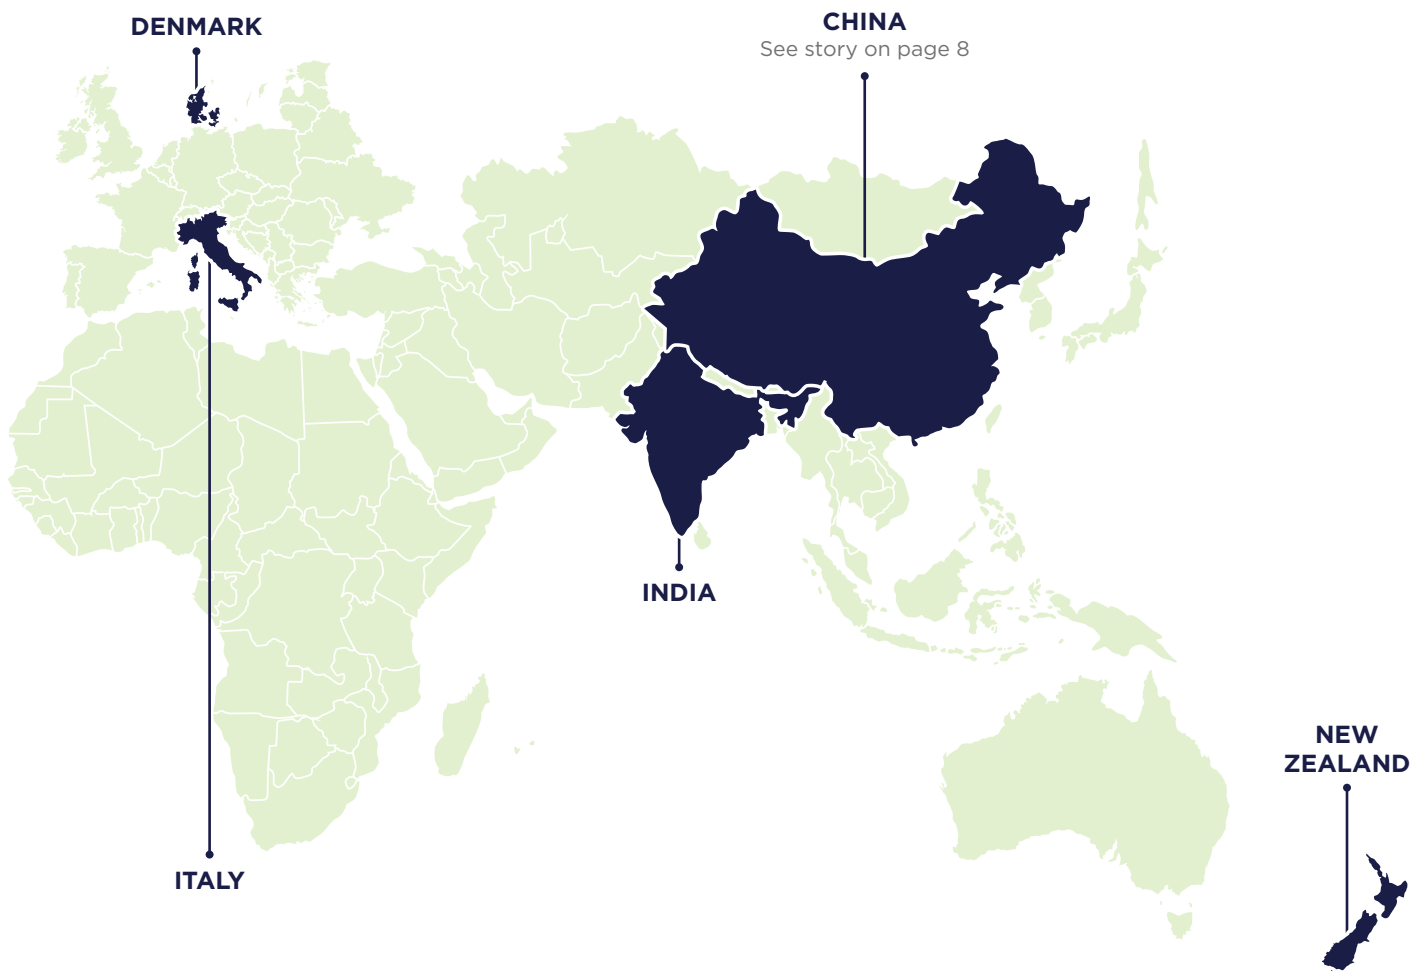 DENMARK
CHINA
See story on page 8
INDIA
NEW
ZEALAND
ITALY